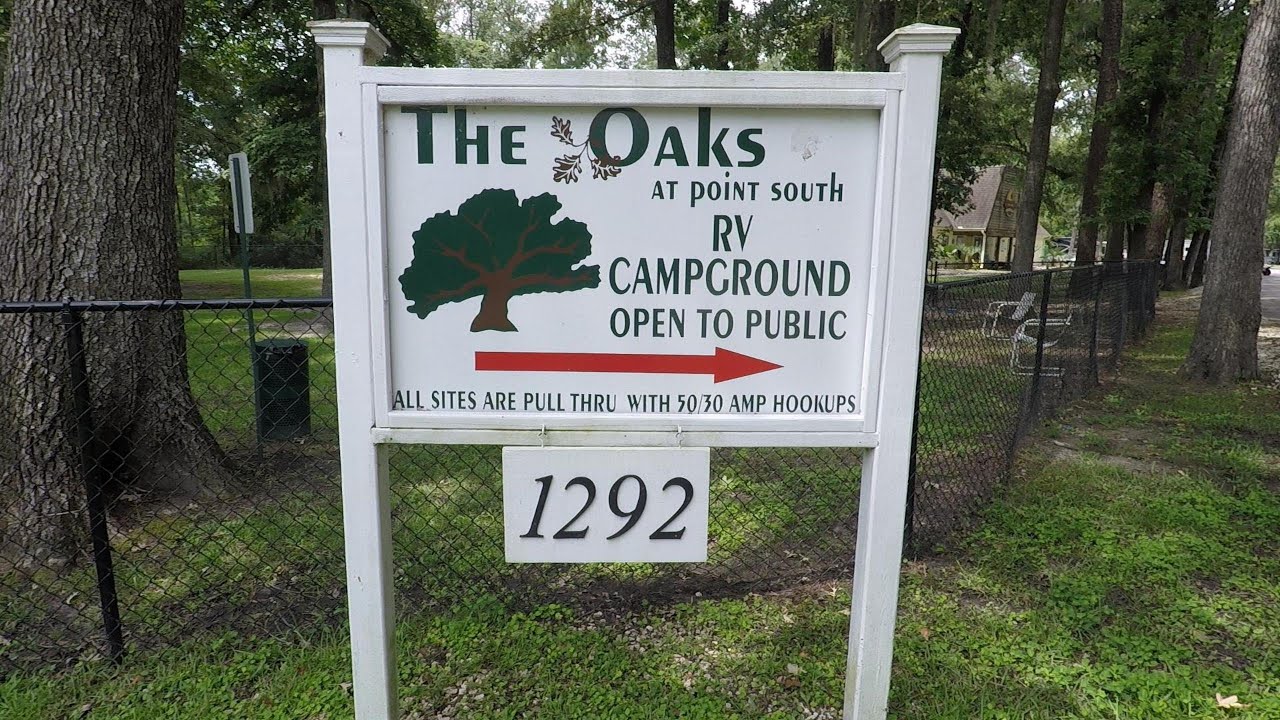 The Oaks
AT POINT SOUTH
RV
CAMPGROUND
OPEN TO PUBLIC
ALL SITES ARE PULL THRU WITH 50/30 AMP HOOKUPS
1292